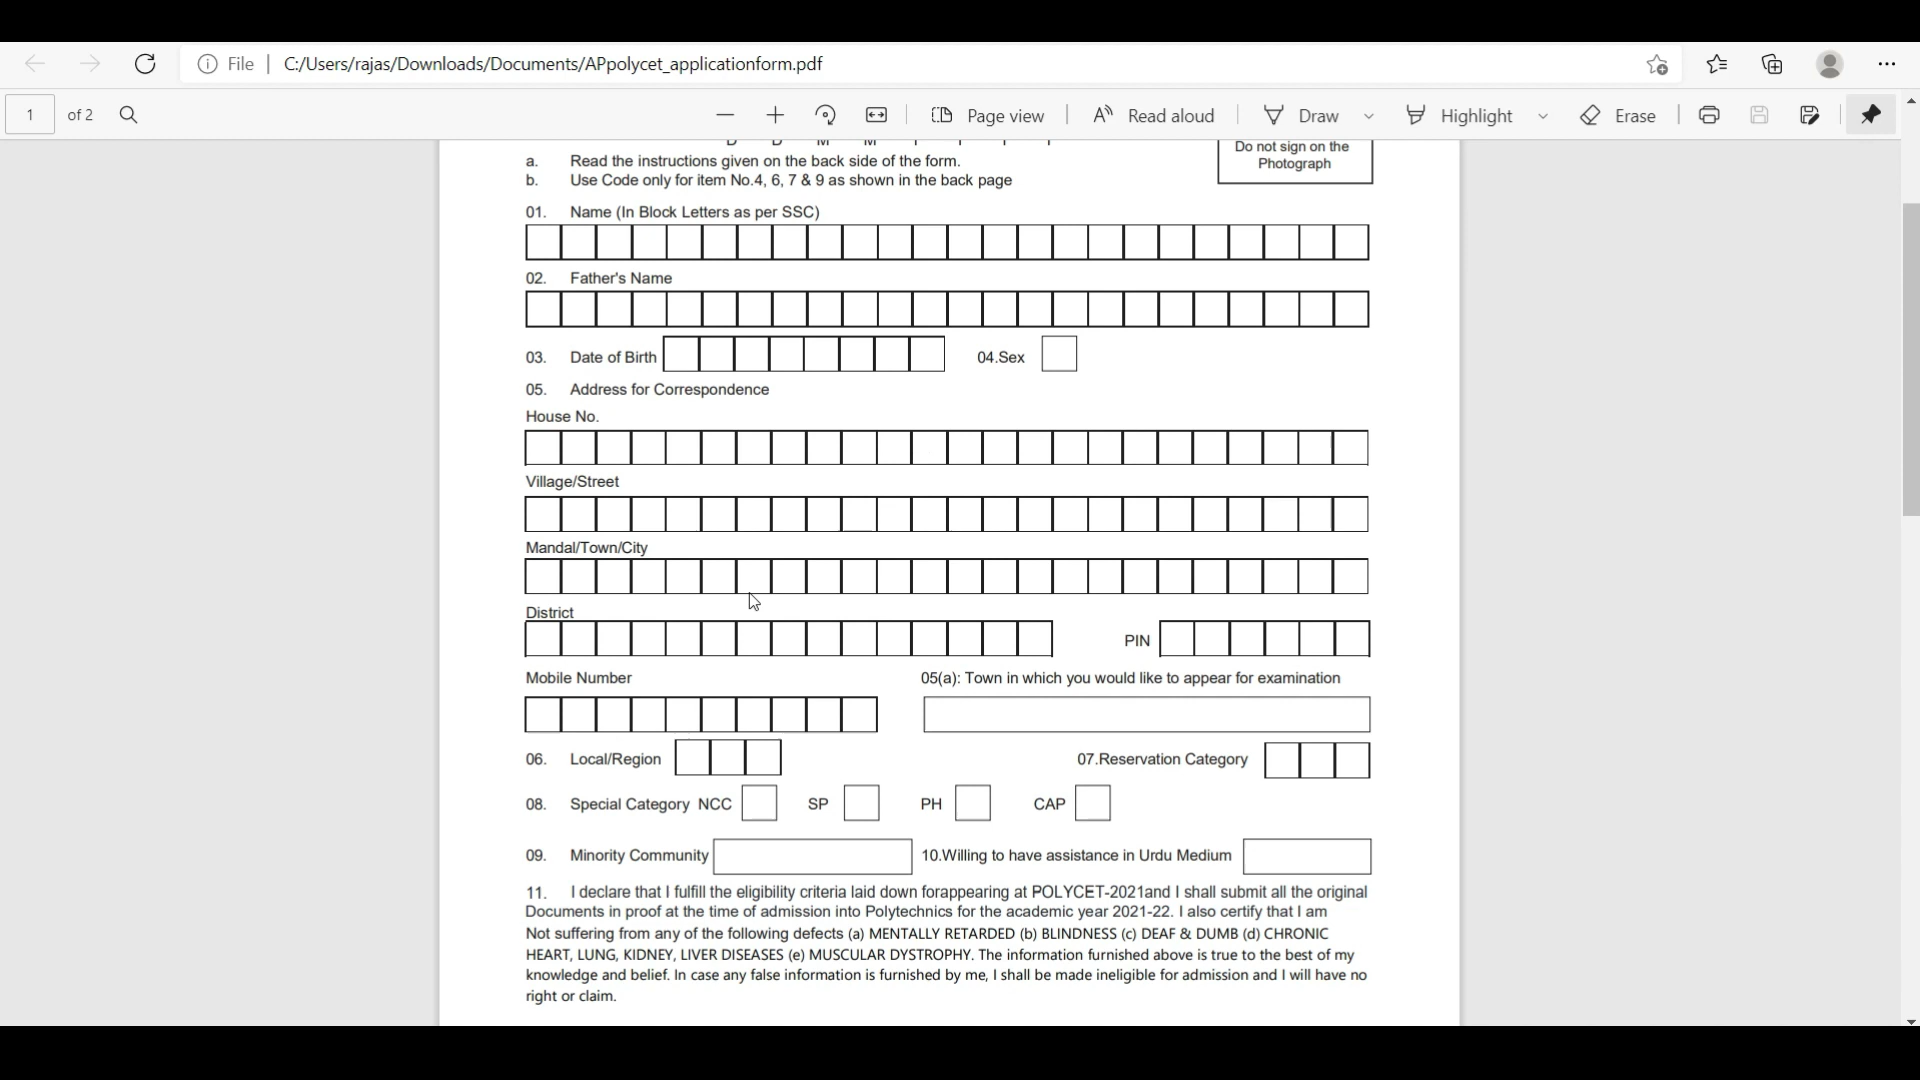 File C:/Users/rajas/Downloads/Documents/APpolycet_applicationform.pdf
1 of 2 Page view Read aloud Draw Highlight Erase
Do not sign on the
Photograph
a. Read the instructions given on the back side of the form.
b. Use Code only for item No.4, 6, 7 & 9 as shown in the back page
01. Name (In Block Letters as per SSC)
02. Father's Name
03. Date of Birth 04.Sex
05. Address for Correspondence
House No.
Village/Street
Mandal/Town/City
District
PIN
Mobile Number 05(a): Town in which you would like to appear for examination
06. Local/Region 07.Reservation Category
08. Special Category NCC SP PH CAP
09. Minority Community 10.Willing to have assistance in Urdu Medium
11. I declare that I fulfill the eligibility criteria laid down forappearing at POLYCET-2021and I shall submit all the original
Documents in proof at the time of admission into Polytechnics for the academic year 2021-22. I also certify that I am
Not suffering from any of the following defects (a) MENTALLY RETARDED (b) BLINDNESS (c) DEAF & DUMB (d) CHRONIC
HEART, LUNG, KIDNEY, LIVER DISEASES (e) MUSCULAR DYSTROPHY. The information furnished above is true to the best of my
knowledge and belief. In case any false information is furnished by me, I shall be made ineligible for admission and I will have no
right or claim.